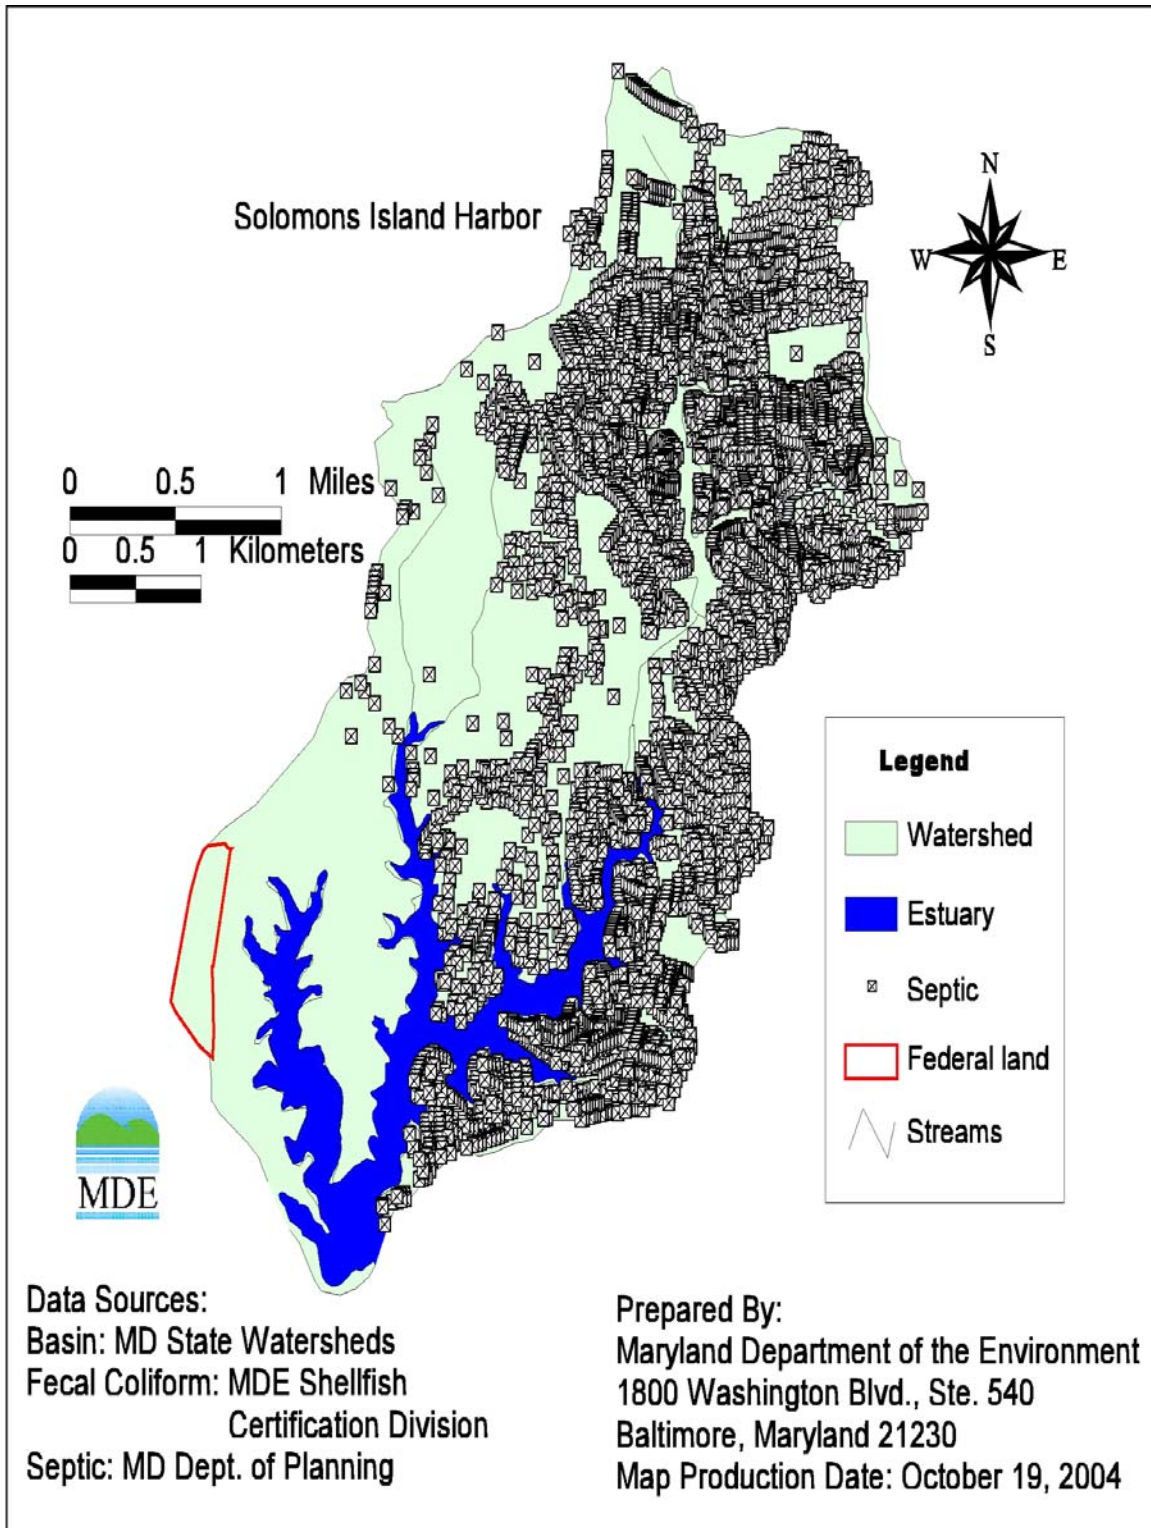 Solomons Island Harbor
N
W E
S
0 0.5 1 Miles
0 0.5 1 Kilometers
Legend
Watershed
Estuary
Septic
Federal land
Streams
MDE
Data Sources:
Basin: MD State Watersheds
Fecal Coliform: MDE Shellfish
Certification Division
Septic: MD Dept. of Planning
Prepared By:
Maryland Department of the Environment
1800 Washington Blvd., Ste. 540
Baltimore, Maryland 21230
Map Production Date: October 19, 2004